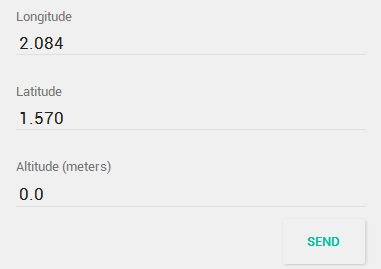 Longitude
2.084
Latitude
1.570
Altitude (meters)
0.0
SEND